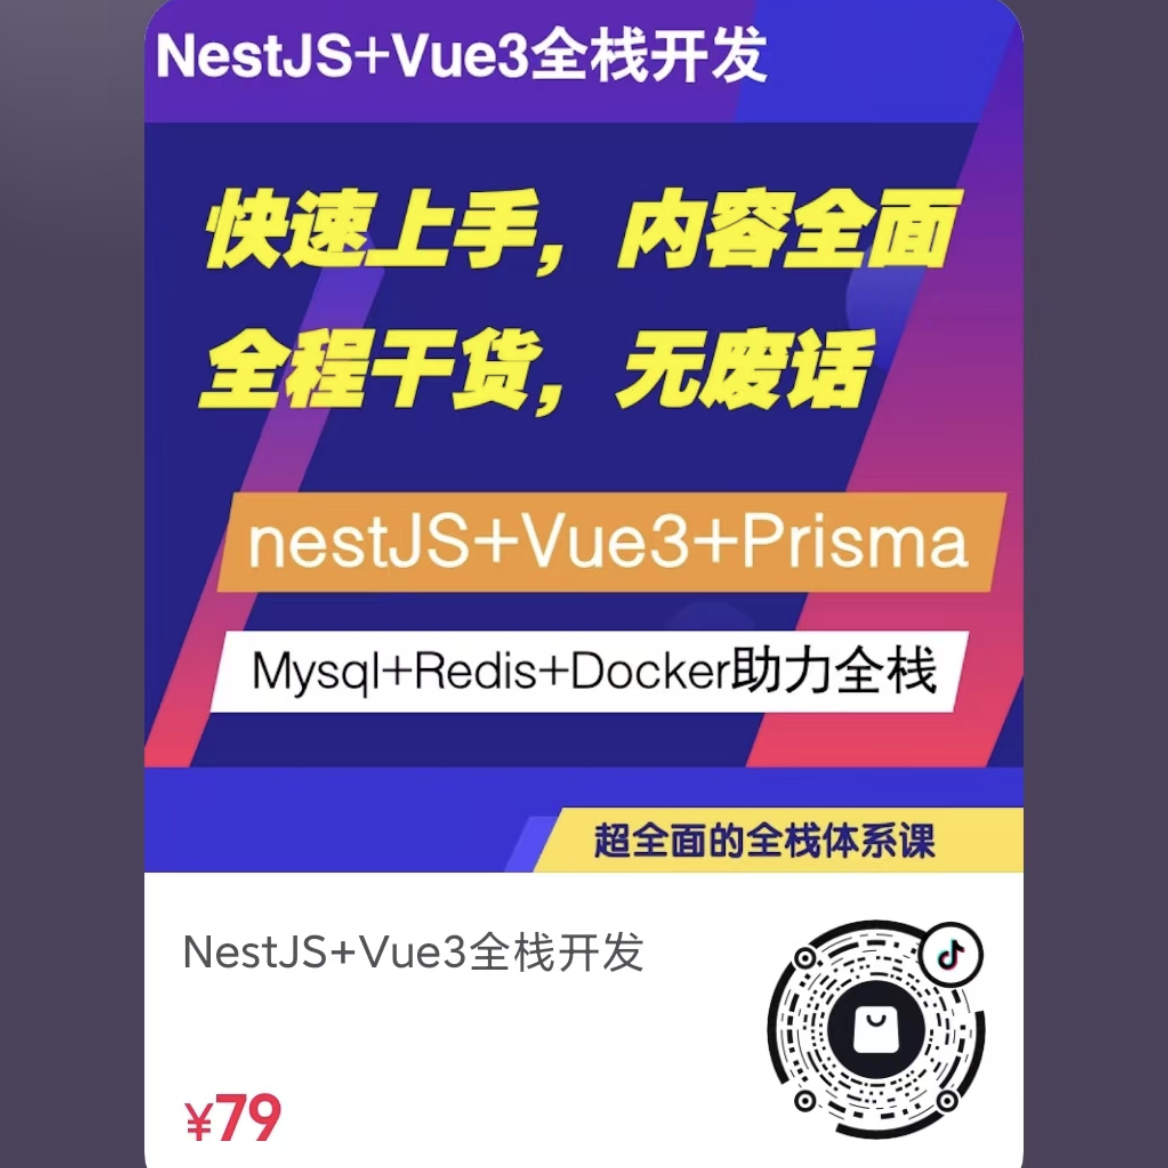 NestJS+Vue3全栈开发
快速上手，内容全面
全程干货，无废话
nestJS+Vue3+Prisma
Mysql+Redis+Docker助力全栈
超全面的全栈体系课
NestJS+Vue3全栈开发
¥79